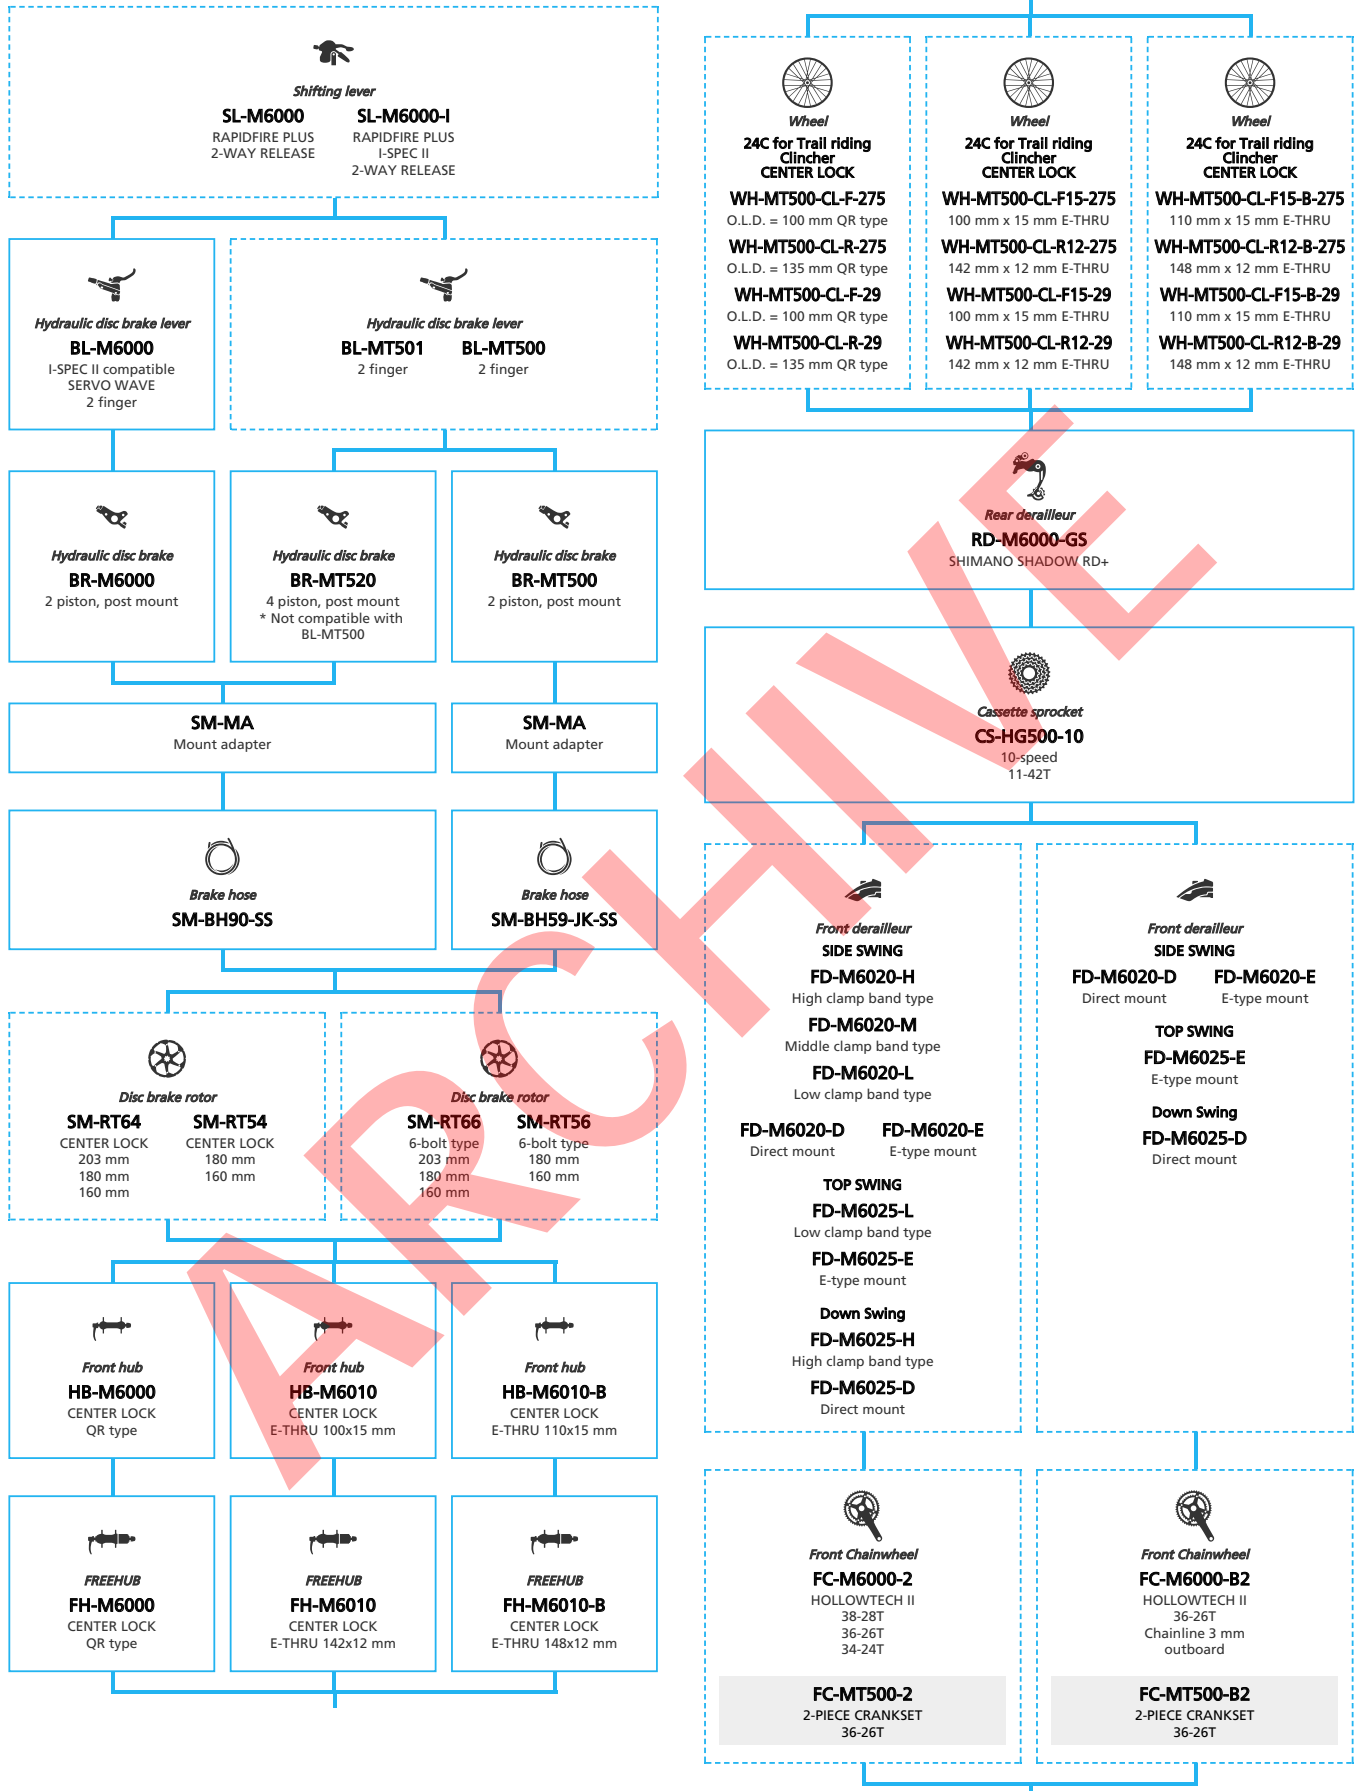 Shifting lever
SL-M6000
RAPIDFIRE PLUS
2-WAY RELEASE
SL-M6000-I
RAPIDFIRE PLUS
I-SPEC II
2-WAY RELEASE
Hydraulic disc brake lever
BL-M6000
I-SPEC II compatible
SERVO WAVE
2 finger
Hydraulic disc brake lever
BL-MT501
2 finger
BL-MT500
2 finger
Hydraulic disc brake
BR-M6000
2 piston, post mount
Hydraulic disc brake
BR-MT520
4 piston, post mount
* Not compatible with
BL-MT500
Hydraulic disc brake
BR-MT500
2 piston, post mount
SM-MA
Mount adapter
SM-MA
Mount adapter
Brake hose
SM-BH90-SS
Brake hose
SM-BH59-JK-SS
Disc brake rotor
SM-RT64
CENTER LOCK
203 mm
180 mm
160 mm
SM-RT54
CENTER LOCK
180 mm
160 mm
Disc brake rotor
SM-RT66
6-bolt type
203 mm
180 mm
160 mm
SM-RT56
6-bolt type
180 mm
160 mm
Front hub
HB-M6000
CENTER LOCK
QR type
Front hub
HB-M6010
CENTER LOCK
E-THRU 100x15 mm
Front hub
HB-M6010-B
CENTER LOCK
E-THRU 110x15 mm
FREEHUB
FH-M6000
CENTER LOCK
QR type
FREEHUB
FH-M6010
CENTER LOCK
E-THRU 142x12 mm
FREEHUB
FH-M6010-B
CENTER LOCK
E-THRU 148x12 mm
Wheel
24C for Trail riding
Clincher
CENTER LOCK
WH-MT500-CL-F-275
O.L.D. = 100 mm QR type
WH-MT500-CL-R-275
O.L.D. = 135 mm QR type
WH-MT500-CL-F-29
O.L.D. = 100 mm QR type
WH-MT500-CL-R-29
O.L.D. = 135 mm QR type
Wheel
24C for Trail riding
Clincher
CENTER LOCK
WH-MT500-CL-F15-275
100 mm x 15 mm E-THRU
WH-MT500-CL-R12-275
142 mm x 12 mm E-THRU
WH-MT500-CL-F15-29
100 mm x 15 mm E-THRU
WH-MT500-CL-R12-29
142 mm x 12 mm E-THRU
Wheel
24C for Trail riding
Clincher
CENTER LOCK
WH-MT500-CL-F15-B-275
110 mm x 15 mm E-THRU
WH-MT500-CL-R12-B-275
148 mm x 12 mm E-THRU
WH-MT500-CL-F15-B-29
110 mm x 15 mm E-THRU
WH-MT500-CL-R12-B-29
148 mm x 12 mm E-THRU
Rear derailleur
RD-M6000-GS
SHIMANO SHADOW RD+
Cassette sprocket
CS-HG500-10
10-speed
11-42T
Front derailleur
SIDE SWING
FD-M6020-H
High clamp band type
FD-M6020-M
Middle clamp band type
FD-M6020-L
Low clamp band type
FD-M6020-D
Direct mount
FD-M6020-E
E-type mount
TOP SWING
FD-M6025-L
Low clamp band type
FD-M6025-E
E-type mount
Down Swing
FD-M6025-H
High clamp band type
FD-M6025-D
Direct mount
Front derailleur
SIDE SWING
FD-M6020-D
Direct mount
FD-M6020-E
E-type mount
TOP SWING
FD-M6025-E
E-type mount
Down Swing
FD-M6025-D
Direct mount
Front Chainwheel
FC-M6000-2
HOLLOWTECH II
38-28T
36-26T
34-24T
FC-MT500-2
2-PIECE CRANKSET
36-26T
Front Chainwheel
FC-M6000-B2
HOLLOWTECH II
36-26T
Chainline 3 mm
outboard
FC-MT500-B2
2-PIECE CRANKSET
36-26T
ARCHIVE